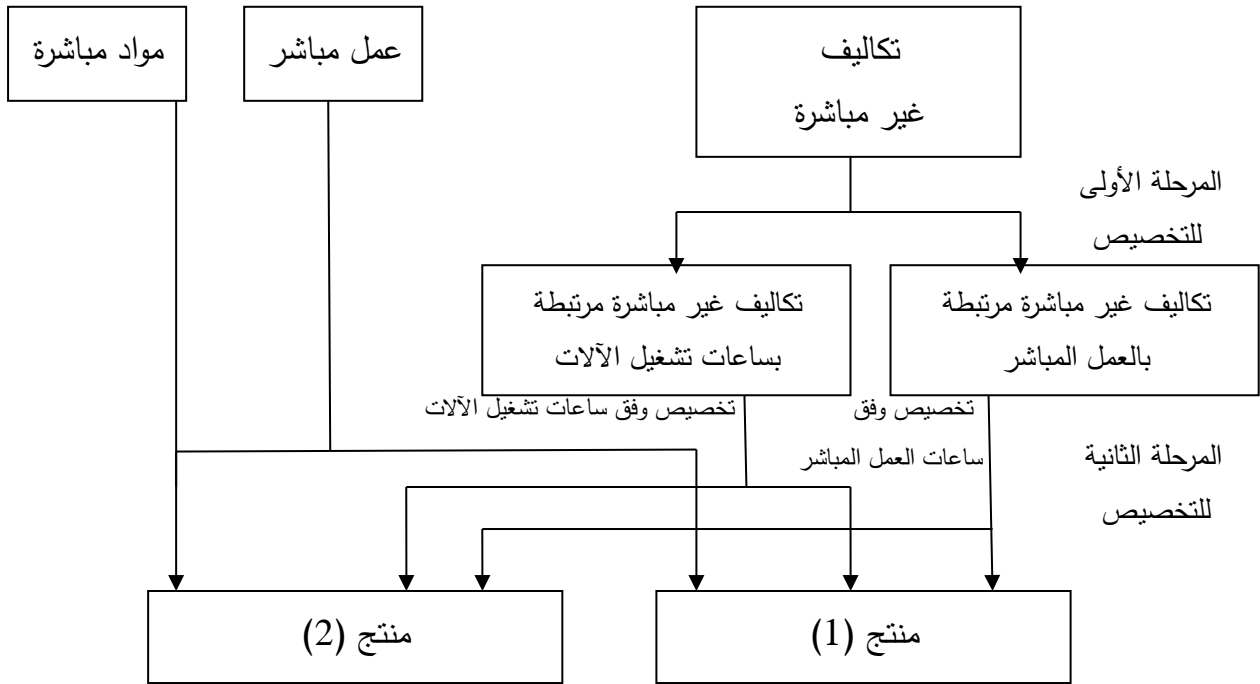 تكاليف
غير مباشرة
عمل مباشر
مواد مباشرة
المرحلة الأولى
للتخصيص
تكاليف غير مباشرة مرتبطة
بالعمل المباشر
تكاليف غير مباشرة مرتبطة
بساعات تشغيل الآلات
تخصيص وفق
ساعات العمل المباشر
تخصيص وفق ساعات تشغيل الآلات
المرحلة الثانية
للتخصيص
منتج (1)
منتج (2)